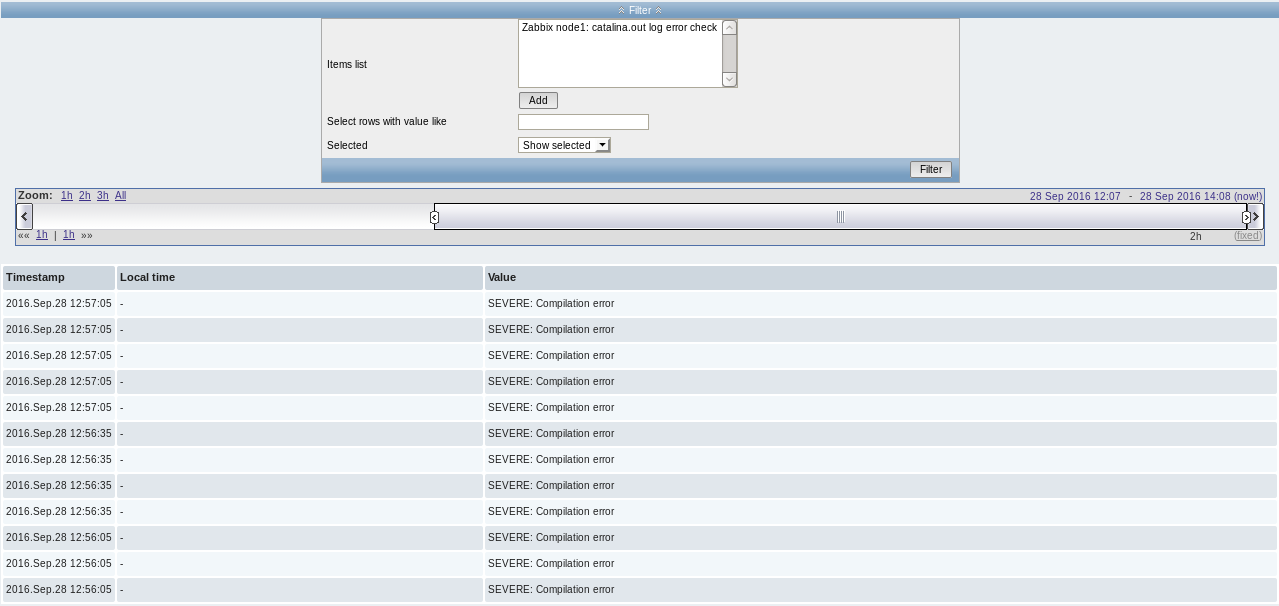 Filter
Zabbix node1: catalina.out log error check
Items list
Add
Select rows with value like
Selected Show selected
Filter
Zoom: 1h 2h 3h All 28 Sep 2016 12:07 - 28 Sep 2016 14:08 (now!)
«« 1h | 1h »» 2h (fixed)
Timestamp Local time Value
2016.Sep.28 12:57:05 - SEVERE: Compilation error
2016.Sep.28 12:57:05 - SEVERE: Compilation error
2016.Sep.28 12:57:05 - SEVERE: Compilation error
2016.Sep.28 12:57:05 - SEVERE: Compilation error
2016.Sep.28 12:57:05 - SEVERE: Compilation error
2016.Sep.28 12:56:35 - SEVERE: Compilation error
2016.Sep.28 12:56:35 - SEVERE: Compilation error
2016.Sep.28 12:56:35 - SEVERE: Compilation error
2016.Sep.28 12:56:35 - SEVERE: Compilation error
2016.Sep.28 12:56:05 - SEVERE: Compilation error
2016.Sep.28 12:56:05 - SEVERE: Compilation error
2016.Sep.28 12:56:05 - SEVERE: Compilation error